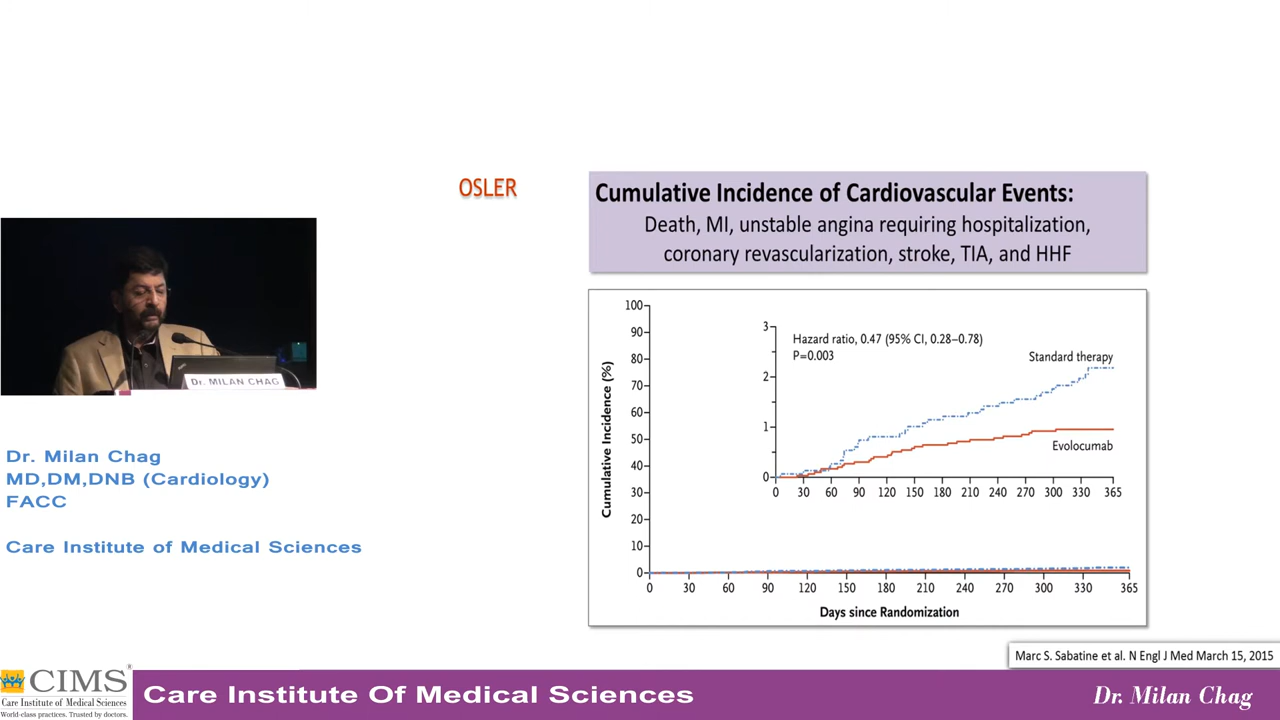 OSLER
Cumulative Incidence of Cardiovascular Events:
Death, MI, unstable angina requiring hospitalization,
coronary revascularization, stroke, TIA, and HHF
Dr. MILAN CHAG
Dr. Milan Chag
MD,DM,DNB (Cardiology)
FACC
Care Institute of Medical Sciences
Cumulative Incidence (%)
100
90
80
70
60
50
40
30
20
10
0
0 30 60 90 120 150 180 210 240 270 300 330 365
Days since Randomization
3
2
1
0
0 30 60 90 120 150 180 210 240 270 300 330 365
Hazard ratio, 0.47 (95% CI, 0.28–0.78)
P=0.003
Standard therapy
Evolocumab
Marc S. Sabatine et al. N Engl J Med March 15, 2015
CIMS®
Care Institute of Medical Sciences
World-class practices. Trusted by doctors.
Care Institute Of Medical Sciences
Dr. Milan Chag